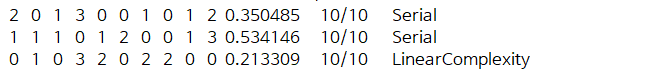 2 0 1 3 0 0 1 0 1 2 0.350485 10/10 Serial
1 1 1 0 1 2 0 0 1 3 0.534146 10/10 Serial
0 1 0 3 2 0 2 2 0 0 0.213309 10/10 LinearComplexity